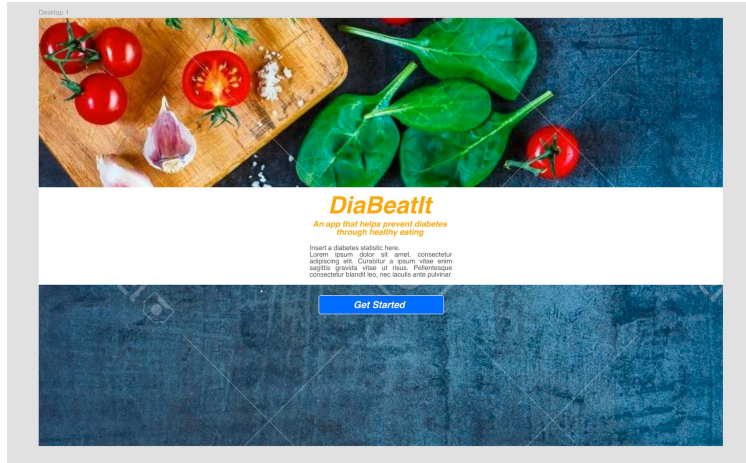 Desktop 1
DiaBeatIt
An app that helps prevent diabetes
through healthy eating
Insert a diabetes statistic here.
Lorem ipsum dolor sit amet, consectetur
adipiscing elit. Curabitur a ipsum vitae enim
sagittis gravida vitae ut risus. Pellentesque
consectetur blandit leo, nec iaculis ante pulvinar
Get Started